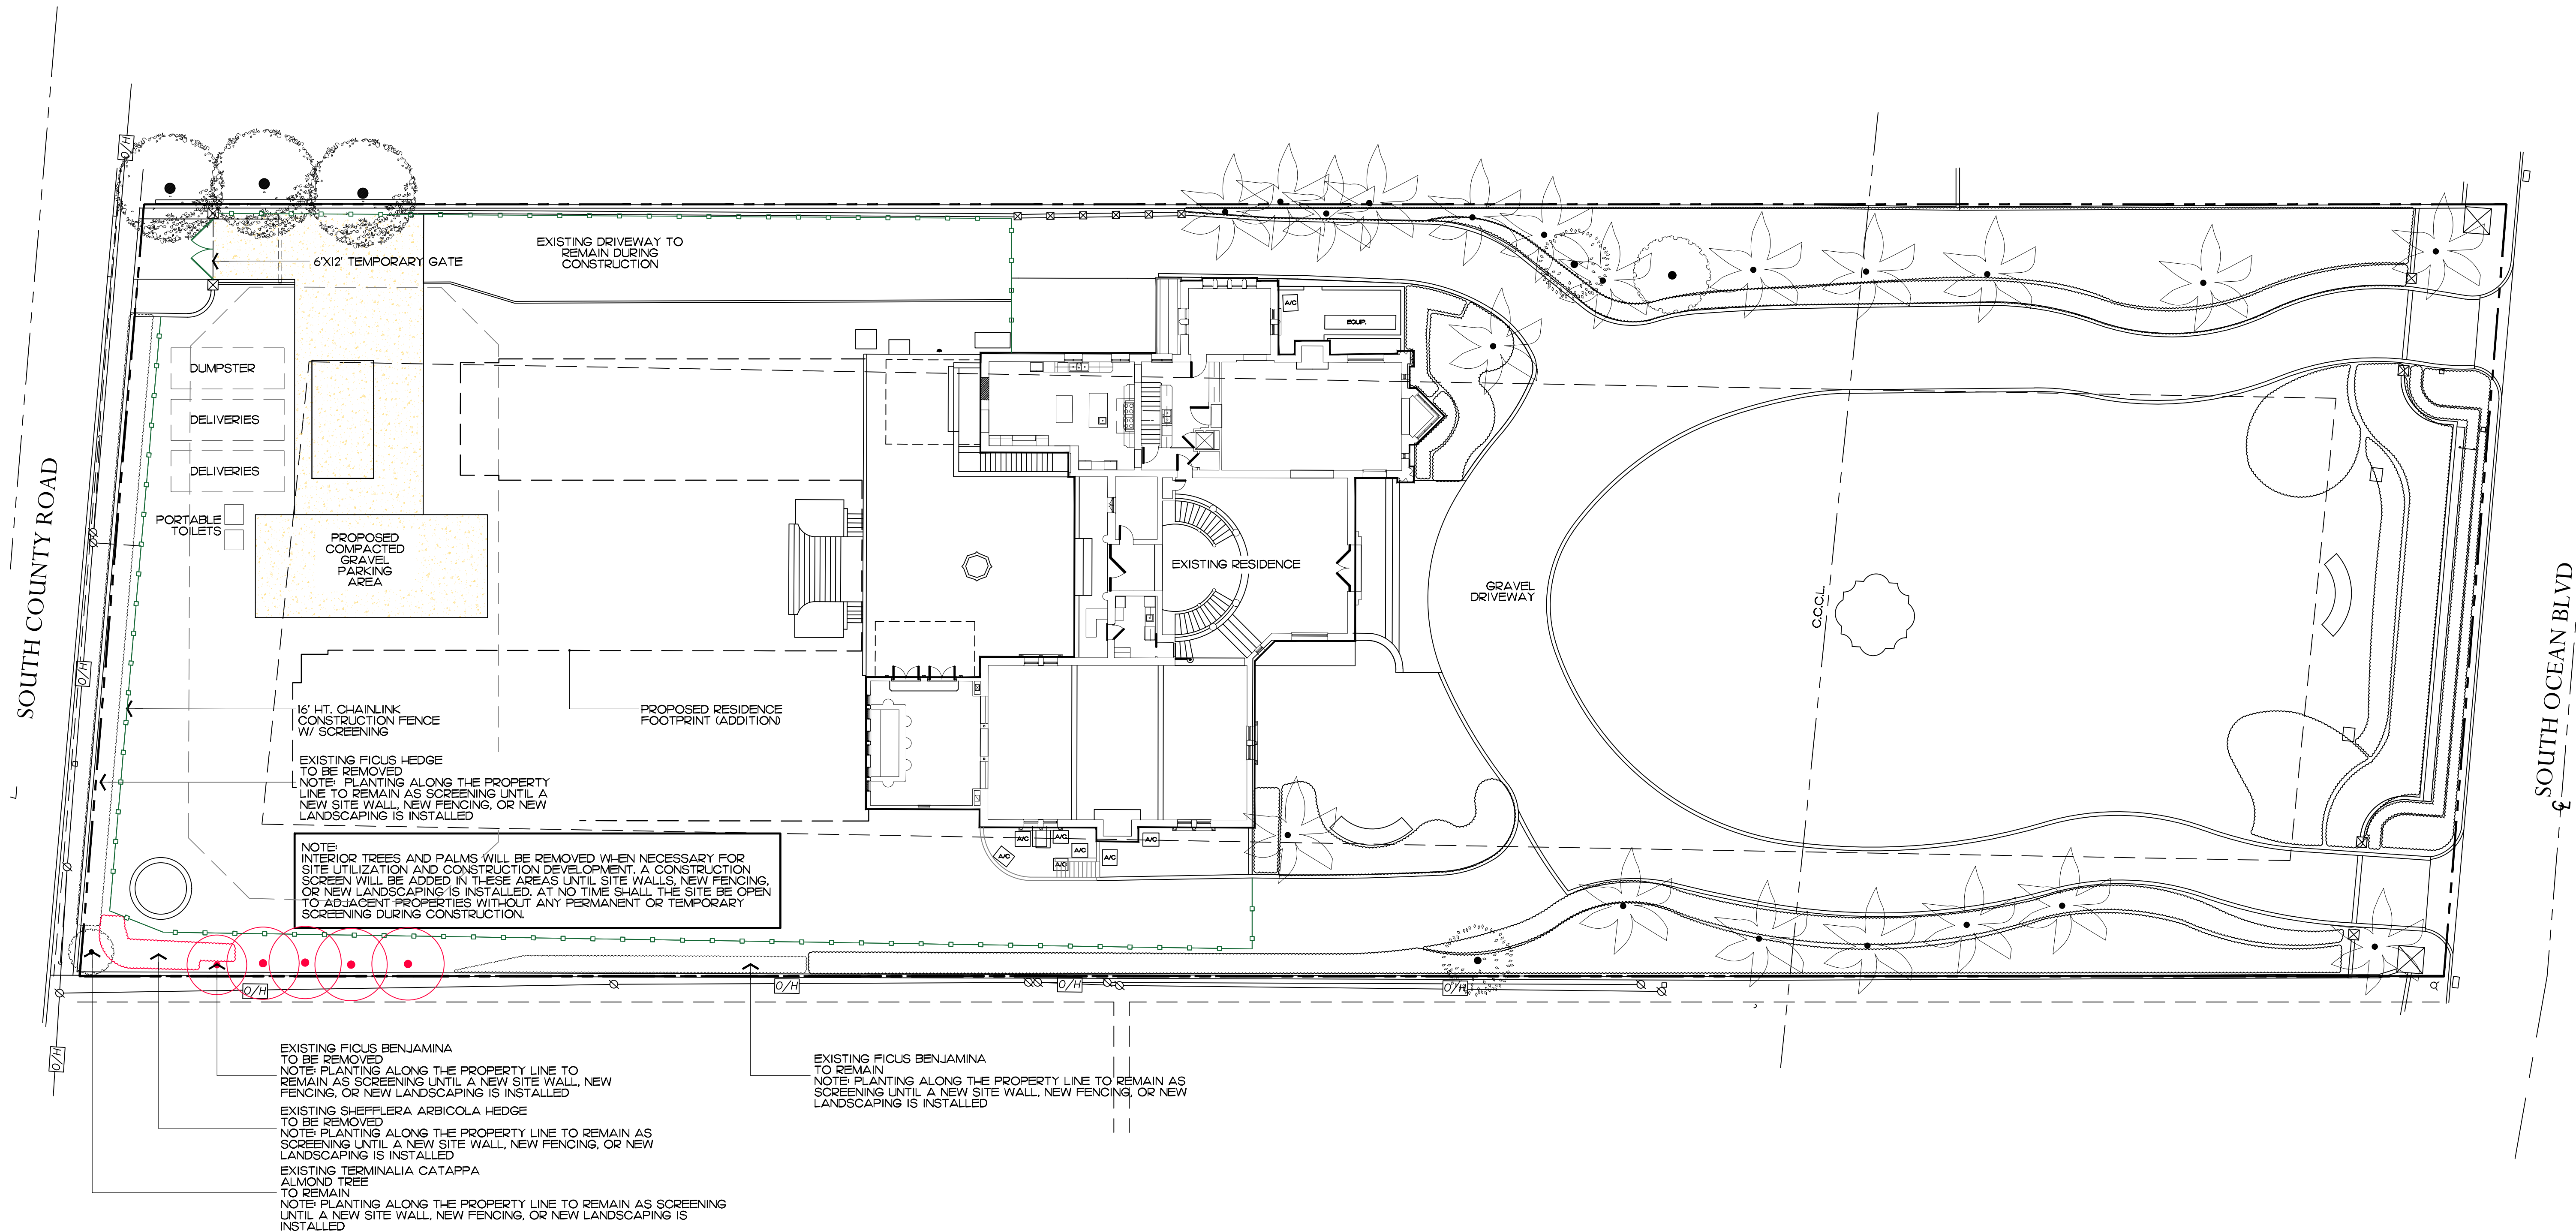 O/H
EXISTING DRIVEWAY TO
REMAIN DURING
CONSTRUCTION
6'X12' TEMPORARY GATE
A/C
EQUIP.
DUMPSTER
DELIVERIES
DELIVERIES
PORTABLE
TOILETS
PROPOSED
COMPACTED
GRAVEL
PARKING
AREA
SOUTH COUNTY ROAD
EXISTING RESIDENCE
GRAVEL
DRIVEWAY
C.C.C.L.
SOUTH OCEAN BLVD
O/H
16' HT. CHAINLINK
CONSTRUCTION FENCE
W/ SCREENING
PROPOSED RESIDENCE
FOOTPRINT (ADDITION)
EXISTING FICUS HEDGE
TO BE REMOVED
NOTE: PLANTING ALONG THE PROPERTY
LINE TO REMAIN AS SCREENING UNTIL A
NEW SITE WALL, NEW FENCING, OR NEW
LANDSCAPING IS INSTALLED
NOTE:
INTERIOR TREES AND PALMS WILL BE REMOVED WHEN NECESSARY FOR
SITE UTILIZATION AND CONSTRUCTION DEVELOPMENT. A CONSTRUCTION
SCREEN WILL BE ADDED IN THESE AREAS UNTIL SITE WALLS, NEW FENCING,
OR NEW LANDSCAPING IS INSTALLED. AT NO TIME SHALL THE SITE BE OPEN
TO ADJACENT PROPERTIES WITHOUT ANY PERMANENT OR TEMPORARY
SCREENING DURING CONSTRUCTION.
A/C
A/C
A/C
A/C
A/C
A/C
A/C
O/H
O/H
O/H
O/H
O/H
EXISTING FICUS BENJAMINA
TO BE REMOVED
NOTE: PLANTING ALONG THE PROPERTY LINE TO
REMAIN AS SCREENING UNTIL A NEW SITE WALL, NEW
FENCING, OR NEW LANDSCAPING IS INSTALLED
EXISTING SHEFFLERA ARBICOLA HEDGE
TO BE REMOVED
NOTE: PLANTING ALONG THE PROPERTY LINE TO REMAIN AS
SCREENING UNTIL A NEW SITE WALL, NEW FENCING, OR NEW
LANDSCAPING IS INSTALLED
EXISTING TERMINALIA CATAPPA
ALMOND TREE
TO REMAIN
NOTE: PLANTING ALONG THE PROPERTY LINE TO REMAIN AS SCREENING
UNTIL A NEW SITE WALL, NEW FENCING, OR NEW LANDSCAPING IS
INSTALLED
EXISTING FICUS BENJAMINA
TO REMAIN
NOTE: PLANTING ALONG THE PROPERTY LINE TO REMAIN AS
SCREENING UNTIL A NEW SITE WALL, NEW FENCING, OR NEW
LANDSCAPING IS INSTALLED